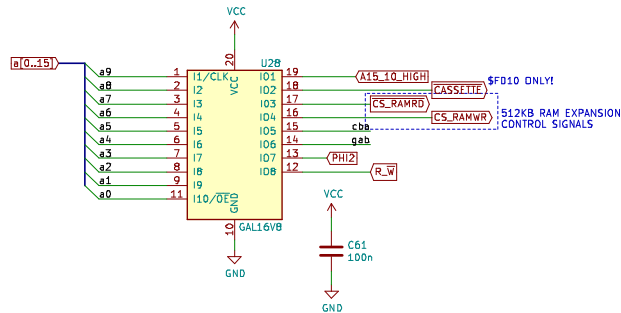 VCC
a[0..15]
20
U28
a9 1 I1/CLK VCC IO1 19 A15_10_HIGH
a8 2 I2 IO2 18 CASSETTE $FD10 ONLY!
a7 3 I3 IO3 17 CS_RAMRD
a6 4 I4 IO4 16 CS_RAMWR 512KB RAM EXPANSION
CONTROL SIGNALS
a5 5 I5 IO5 15 cba
a4 6 I6 IO6 14 gab
a3 7 I7 IO7 13 PHI2
a2 8 I8 IO8 12 R_W
a1 9 I9
a0 11 I10/OE GND
10 GAL16V8
GND
VCC
C61
100n
GND